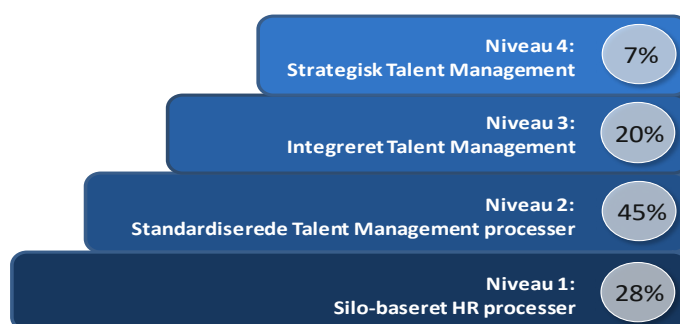 Niveau 4:
Strategisk Talent Management
7%
Niveau 3:
Integreret Talent Management
20%
Niveau 2:
Standardiserede Talent Management processer
45%
Niveau 1:
Silo-baseret HR processer
28%